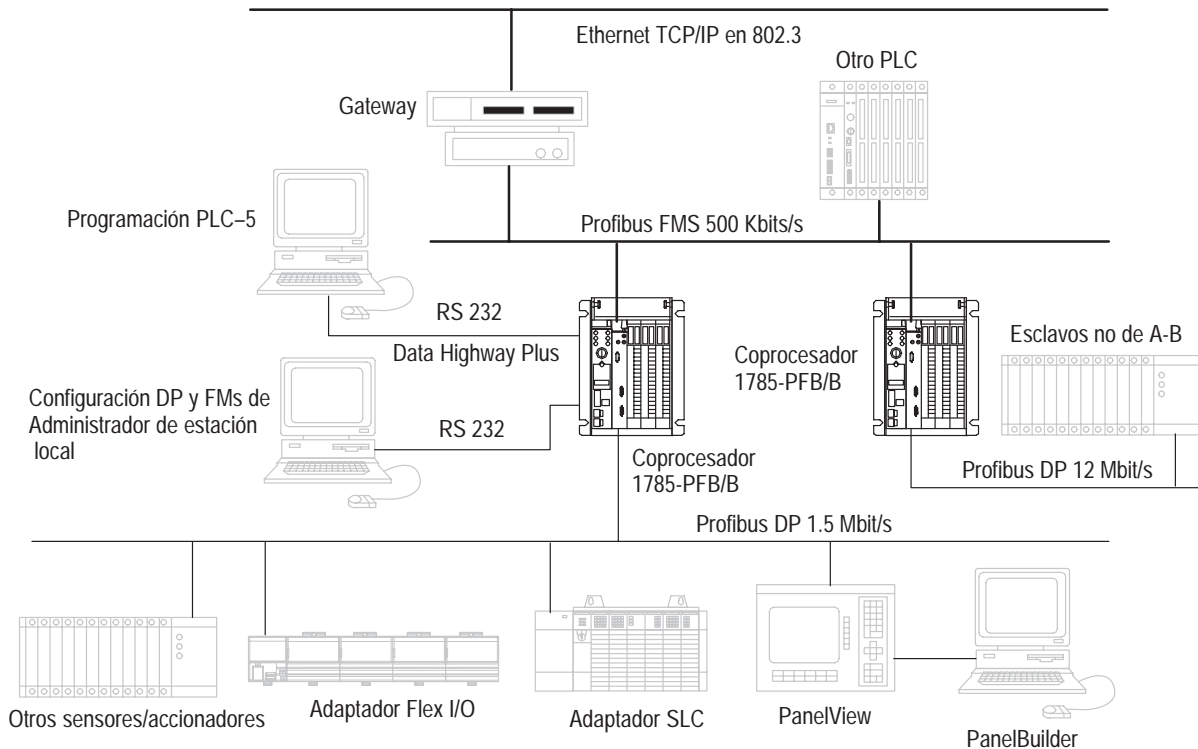 Ethernet TCP/IP en 802.3
Otro PLC
Gateway
Programación PLC–5
Profibus FMS 500 Kbits/s
RS 232
Data Highway Plus
Coprocesador
1785-PFB/B
Esclavos no de A-B
Configuración DP y FMs de
Administrador de estación
local
RS 232
Coprocesador
1785-PFB/B
Profibus DP 12 Mbit/s
Profibus DP 1.5 Mbit/s
Otros sensores/accionadores
Adaptador Flex I/O
Adaptador SLC
PanelView
PanelBuilder